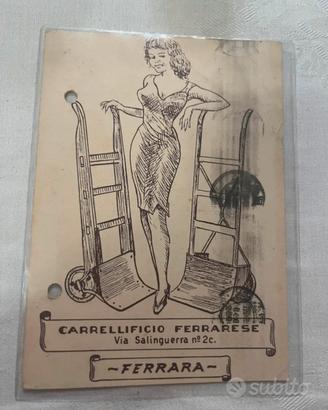 CARRELLIFICIO FERRARESE
Via Salinguerra nº 2c.
~FERRARA~
subito